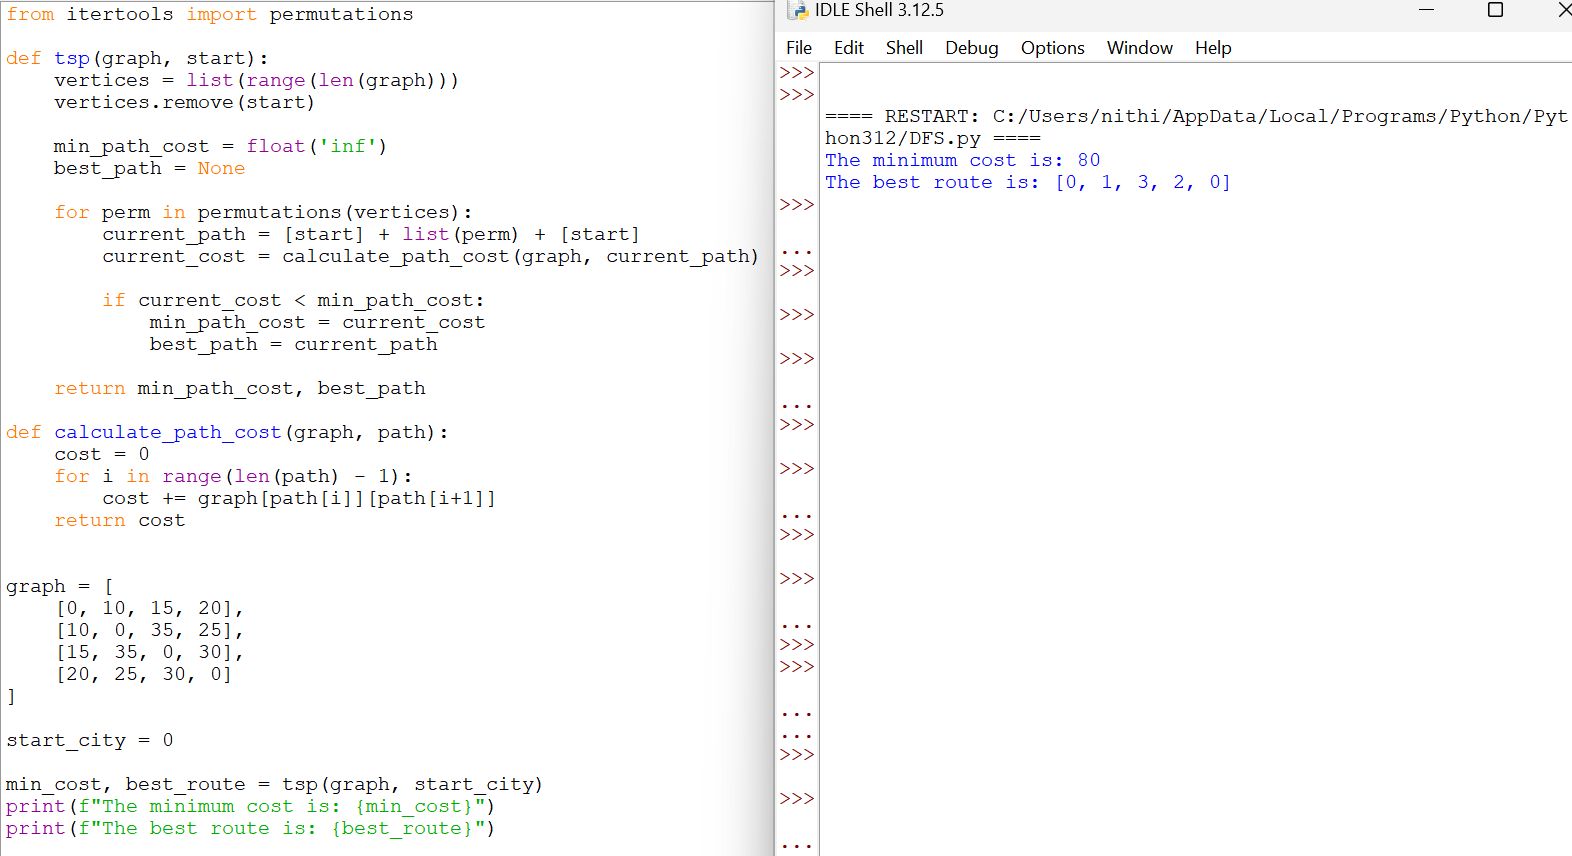 from itertools import permutations

def tsp(graph, start):
    vertices = list(range(len(graph)))
    vertices.remove(start)

    min_path_cost = float('inf')
    best_path = None

    for perm in permutations(vertices):
        current_path = [start] + list(perm) + [start]
        current_cost = calculate_path_cost(graph, current_path)

        if current_cost < min_path_cost:
            min_path_cost = current_cost
            best_path = current_path

    return min_path_cost, best_path

def calculate_path_cost(graph, path):
    cost = 0
    for i in range(len(path) - 1):
        cost += graph[path[i]][path[i+1]]
    return cost


graph = [
    [0, 10, 15, 20],
    [10, 0, 35, 25],
    [15, 35, 0, 30],
    [20, 25, 30, 0]
]

start_city = 0

min_cost, best_route = tsp(graph, start_city)
print(f"The minimum cost is: {min_cost}")
print(f"The best route is: {best_route}")
IDLE Shell 3.12.5
File Edit Shell Debug Options Window Help
>>>
>>>
==== RESTART: C:/Users/nithi/AppData/Local/Programs/Python/Pyt
hon312/DFS.py ====
The minimum cost is: 80
The best route is: [0, 1, 3, 2, 0]
>>>
...
>>>
>>>
>>>
...
>>>
>>>
...
>>>
>>>
...
>>>
>>>
...
...
>>>
>>>
...